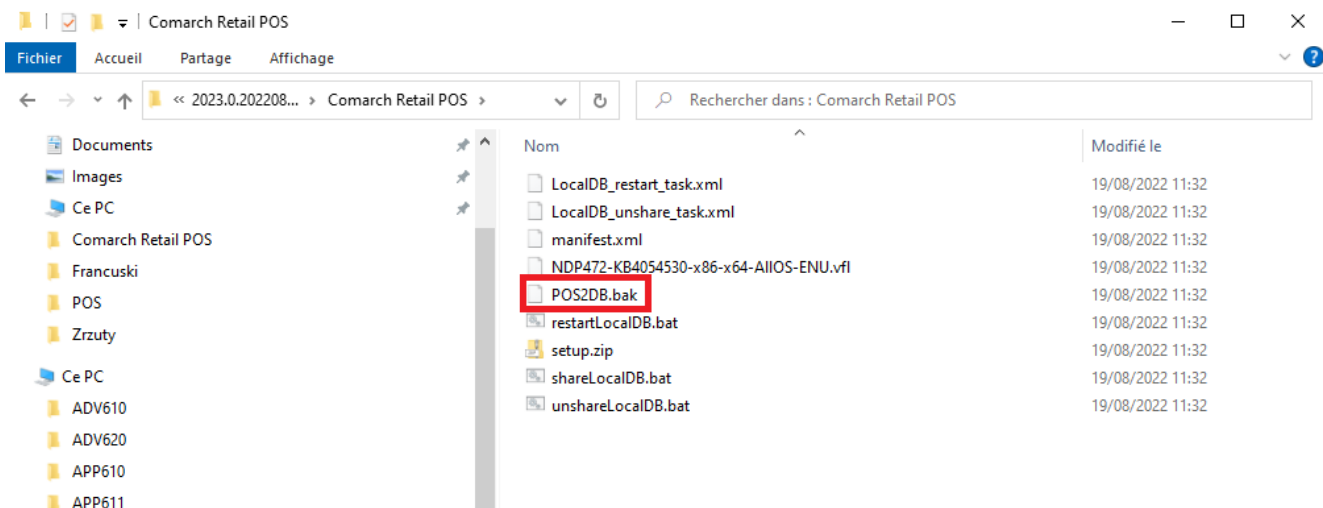 Comarch Retail POS
Fichier Accueil Partage Affichage
« 2023.0.202208... › Comarch Retail POS ›
Rechercher dans : Comarch Retail POS
Documents
Images
Ce PC
Comarch Retail POS
Francuski
POS
Zrzuty
Ce PC
ADV610
ADV620
APP610
APP611
Nom Modifié le
LocalDB_restart_task.xml 19/08/2022 11:32
LocalDB_unshare_task.xml 19/08/2022 11:32
manifest.xml 19/08/2022 11:32
NDP472-KB4054530-x86-x64-AllOS-ENU.vfl 19/08/2022 11:32
POS2DB.bak 19/08/2022 11:32
restartLocalDB.bat 19/08/2022 11:32
setup.zip 19/08/2022 11:32
shareLocalDB.bat 19/08/2022 11:32
unshareLocalDB.bat 19/08/2022 11:32